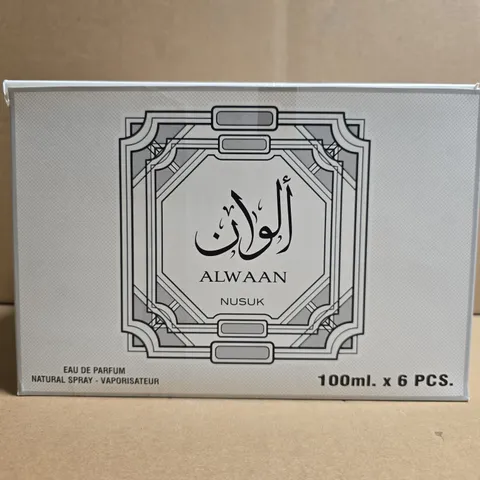 ألوان
ALWAAN
NUSUK
EAU DE PARFUM
NATURAL SPRAY - VAPORISATEUR
100ml. x 6 PCS.